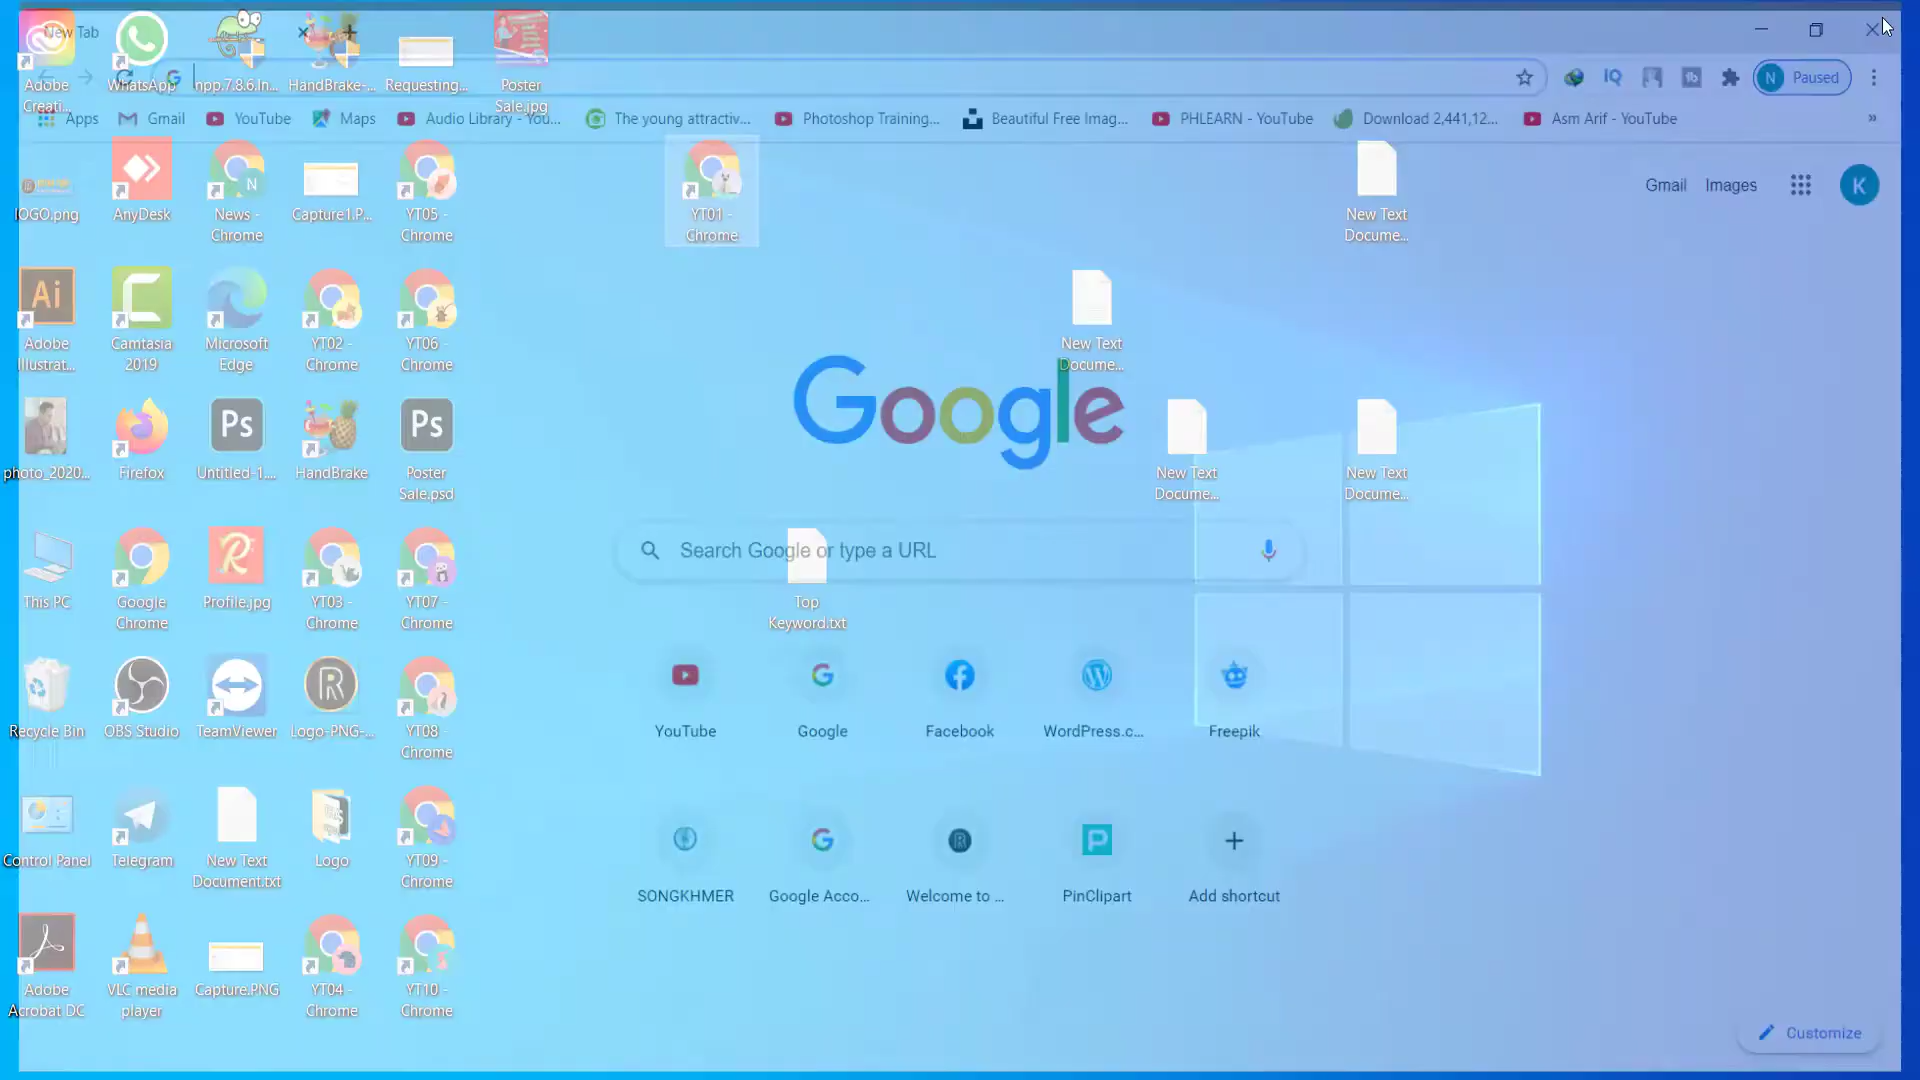 New Tab
Paused
Apps
Gmail
YouTube
Maps
Audio Library - You...
The young attractiv...
Photoshop Training...
Beautiful Free Imag...
PHLEARN - YouTube
Download 2,441,12...
Asm Arif - YouTube
»
Gmail
Images
K
N
Google
Search Google or type a URL
YouTube
Google
Facebook
WordPress.c...
Freepik
SONGKHMER
Google Acco...
Welcome to ...
PinClipart
Add shortcut
Customize
Adobe
Creati...
WhatsApp
npp.7.8.6.In...
HandBrake-...
Requesting...
Poster
Sale.jpg
lOGO.png
AnyDesk
News -
Chrome
Capture1.P...
YT05 -
Chrome
YT01 -
Chrome
New Text
Docume...
Adobe
Illustrat...
Camtasia
2019
Microsoft
Edge
YT02 -
Chrome
YT06 -
Chrome
New Text
Docume...
photo_2020...
Firefox
Untitled-1....
HandBrake
Poster
Sale.psd
New Text
Docume...
New Text
Docume...
This PC
Google
Chrome
Profile.jpg
YT03 -
Chrome
YT07 -
Chrome
Top
Keyword.txt
Recycle Bin
OBS Studio
TeamViewer
Logo-PNG-...
YT08 -
Chrome
Control Panel
Telegram
New Text
Document.txt
Logo
YT09 -
Chrome
Adobe
Acrobat DC
VLC media
player
Capture.PNG
YT04 -
Chrome
YT10 -
Chrome
Ai
Ps
Ps
IQ